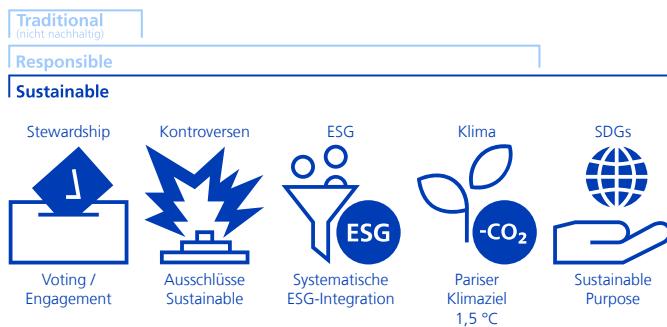 Traditional
(nicht nachhaltig)
Responsible
Sustainable
Stewardship
Kontroversen
ESG
Klima
SDGs
ESG
-CO₂
Voting /
Engagement
Ausschlüsse
Sustainable
Systematische
ESG-Integration
Pariser
Klimaziel
1,5 °C
Sustainable
Purpose